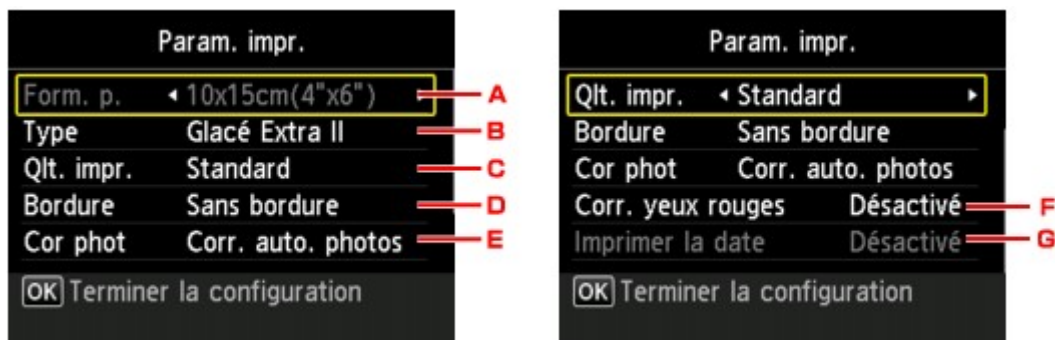 Param. impr.
Form. p. 10x15cm(4"x6") A
Type Glacé Extra II B
Qlt. impr. Standard C
Bordure Sans bordure D
Cor phot Corr. auto. photos E
OK Terminer la configuration
Param. impr.
Qlt. impr. Standard
Bordure Sans bordure
Cor phot Corr. auto. photos
Corr. yeux rouges Désactivé F
Imprimer la date Désactivé G
OK Terminer la configuration